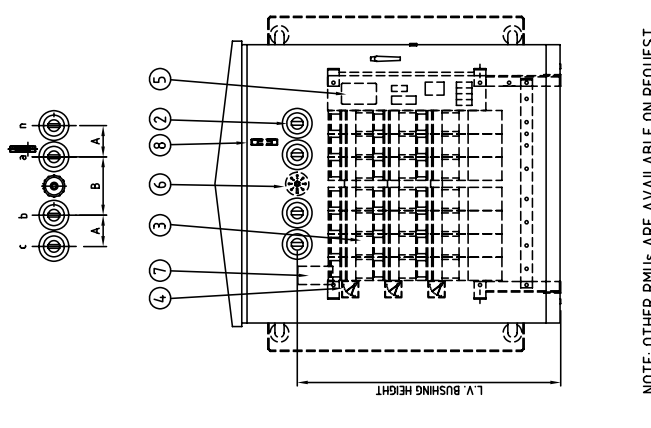 n
A
a
B
b
A
c
5
2
8
6
3
7
4
L.V. BUSHING HEIGHT
NOTE: OTHER RMUs ARE AVAILABLE ON REQUEST